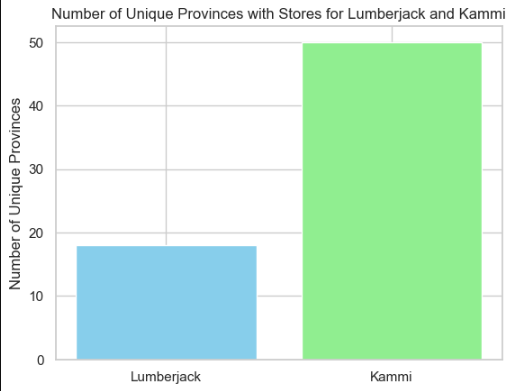 Number of Unique Provinces with Stores for Lumberjack and Kammi
Number of Unique Provinces
50
40
30
20
10
0
Lumberjack
Kammi